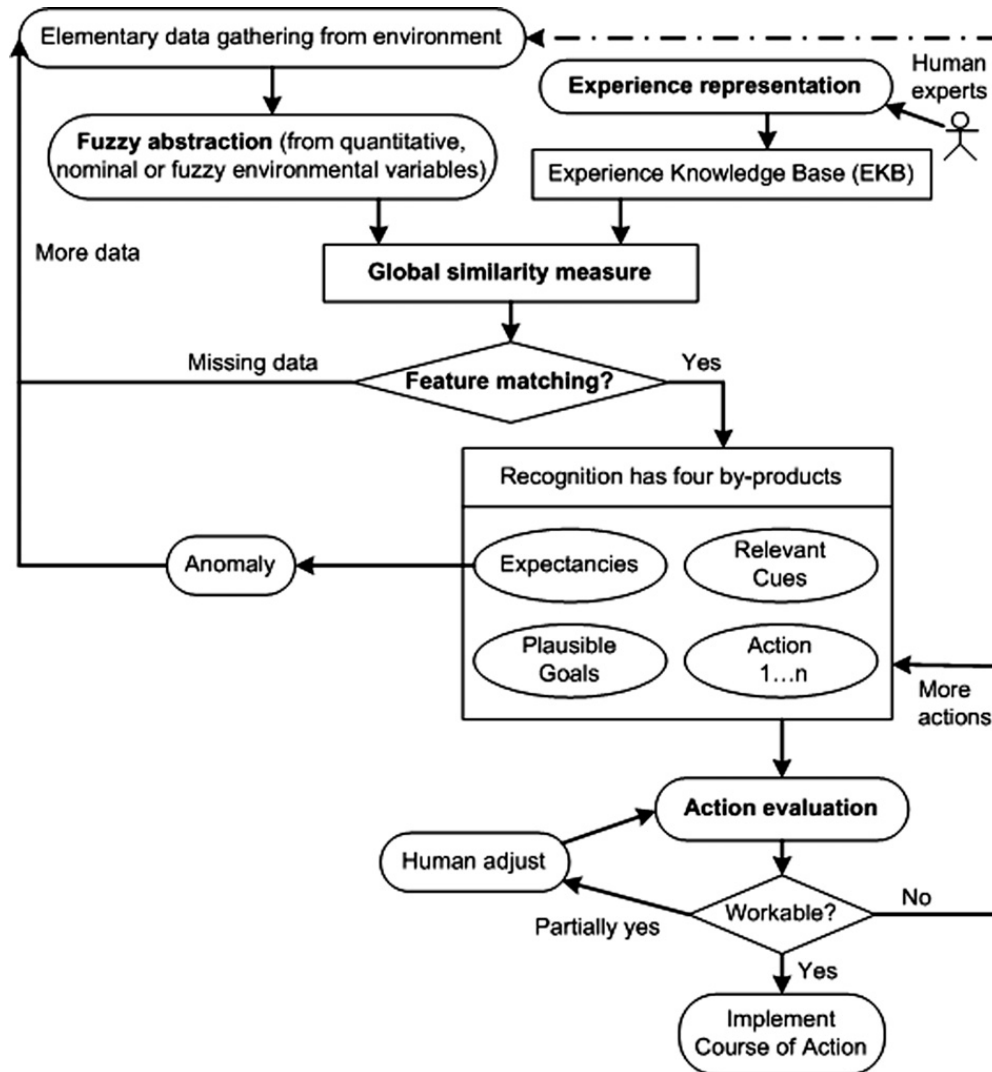 Elementary data gathering from environment
Human
experts
Experience representation
Fuzzy abstraction (from quantitative,
nominal or fuzzy environmental variables)
Experience Knowledge Base (EKB)
More data
Global similarity measure
Missing data
Yes
Feature matching?
Recognition has four by-products
Anomaly
Expectancies
Relevant
Cues
Plausible
Goals
Action
1...n
More
actions
Action evaluation
Human adjust
Partially yes
Workable?
No
Yes
Implement
Course of Action